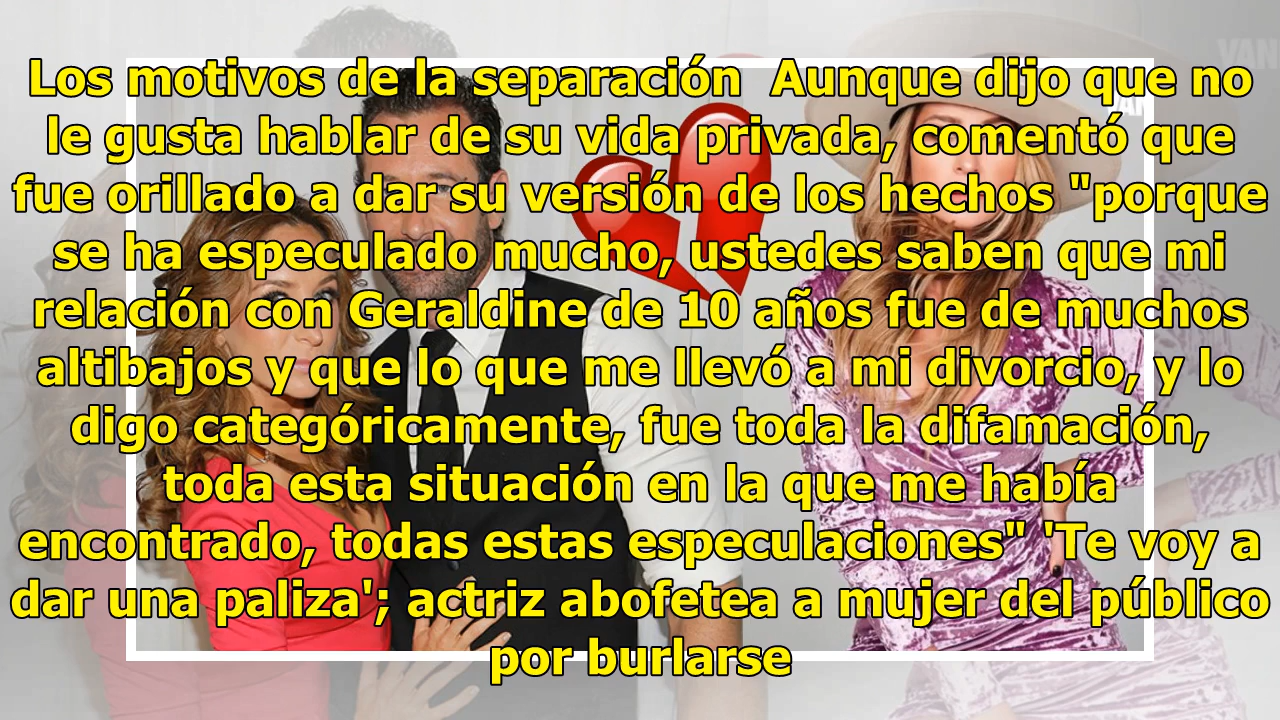 Los motivos de la separación  Aunque dijo que no
le gusta hablar de su vida privada, comentó que
fue orillado a dar su versión de los hechos "porque
se ha especulado mucho, ustedes saben que mi
relación con Geraldine de 10 años fue de muchos
altibajos y que lo que me llevó a mi divorcio, y lo
digo categóricamente, fue toda la difamación,
toda esta situación en la que me había
encontrado, todas estas especulaciones" 'Te voy a
dar una paliza'; actriz abofetea a mujer del público
por burlarse